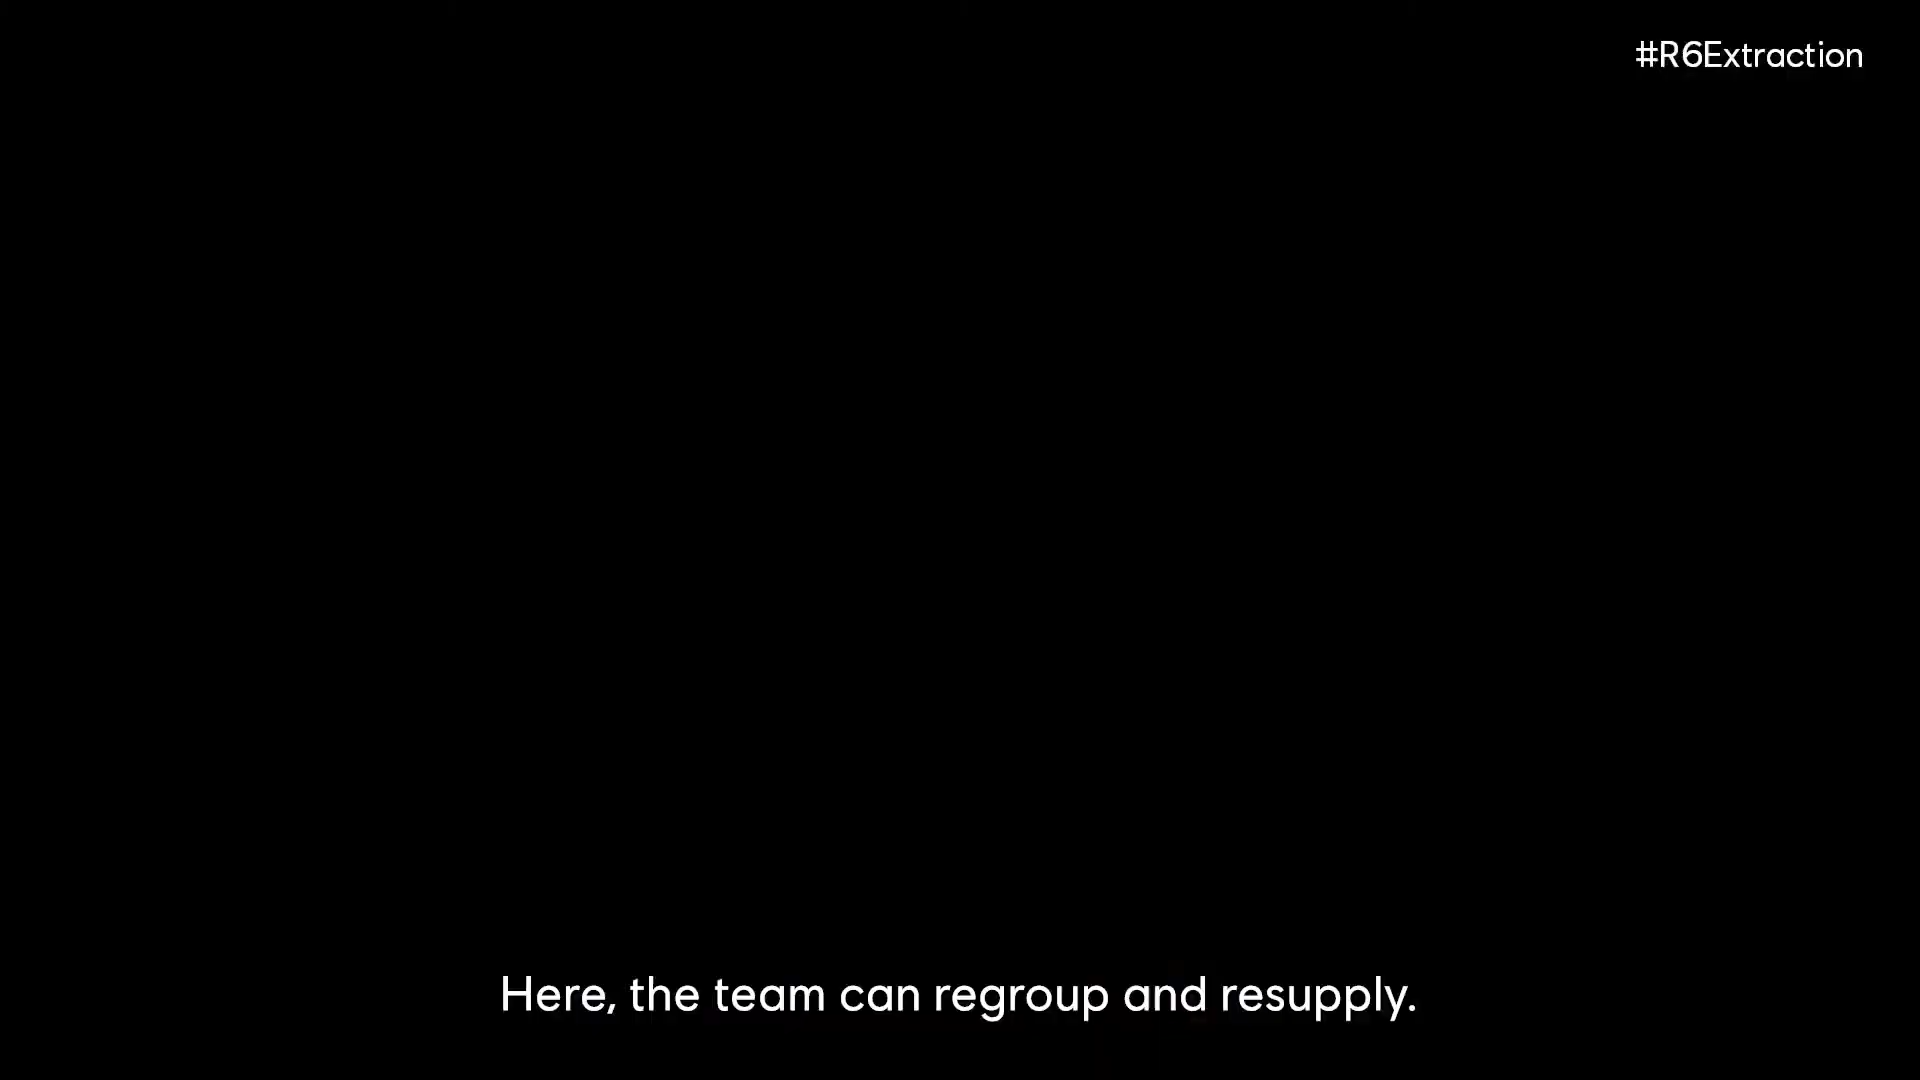 #R6Extraction
Here, the team can regroup and resupply.